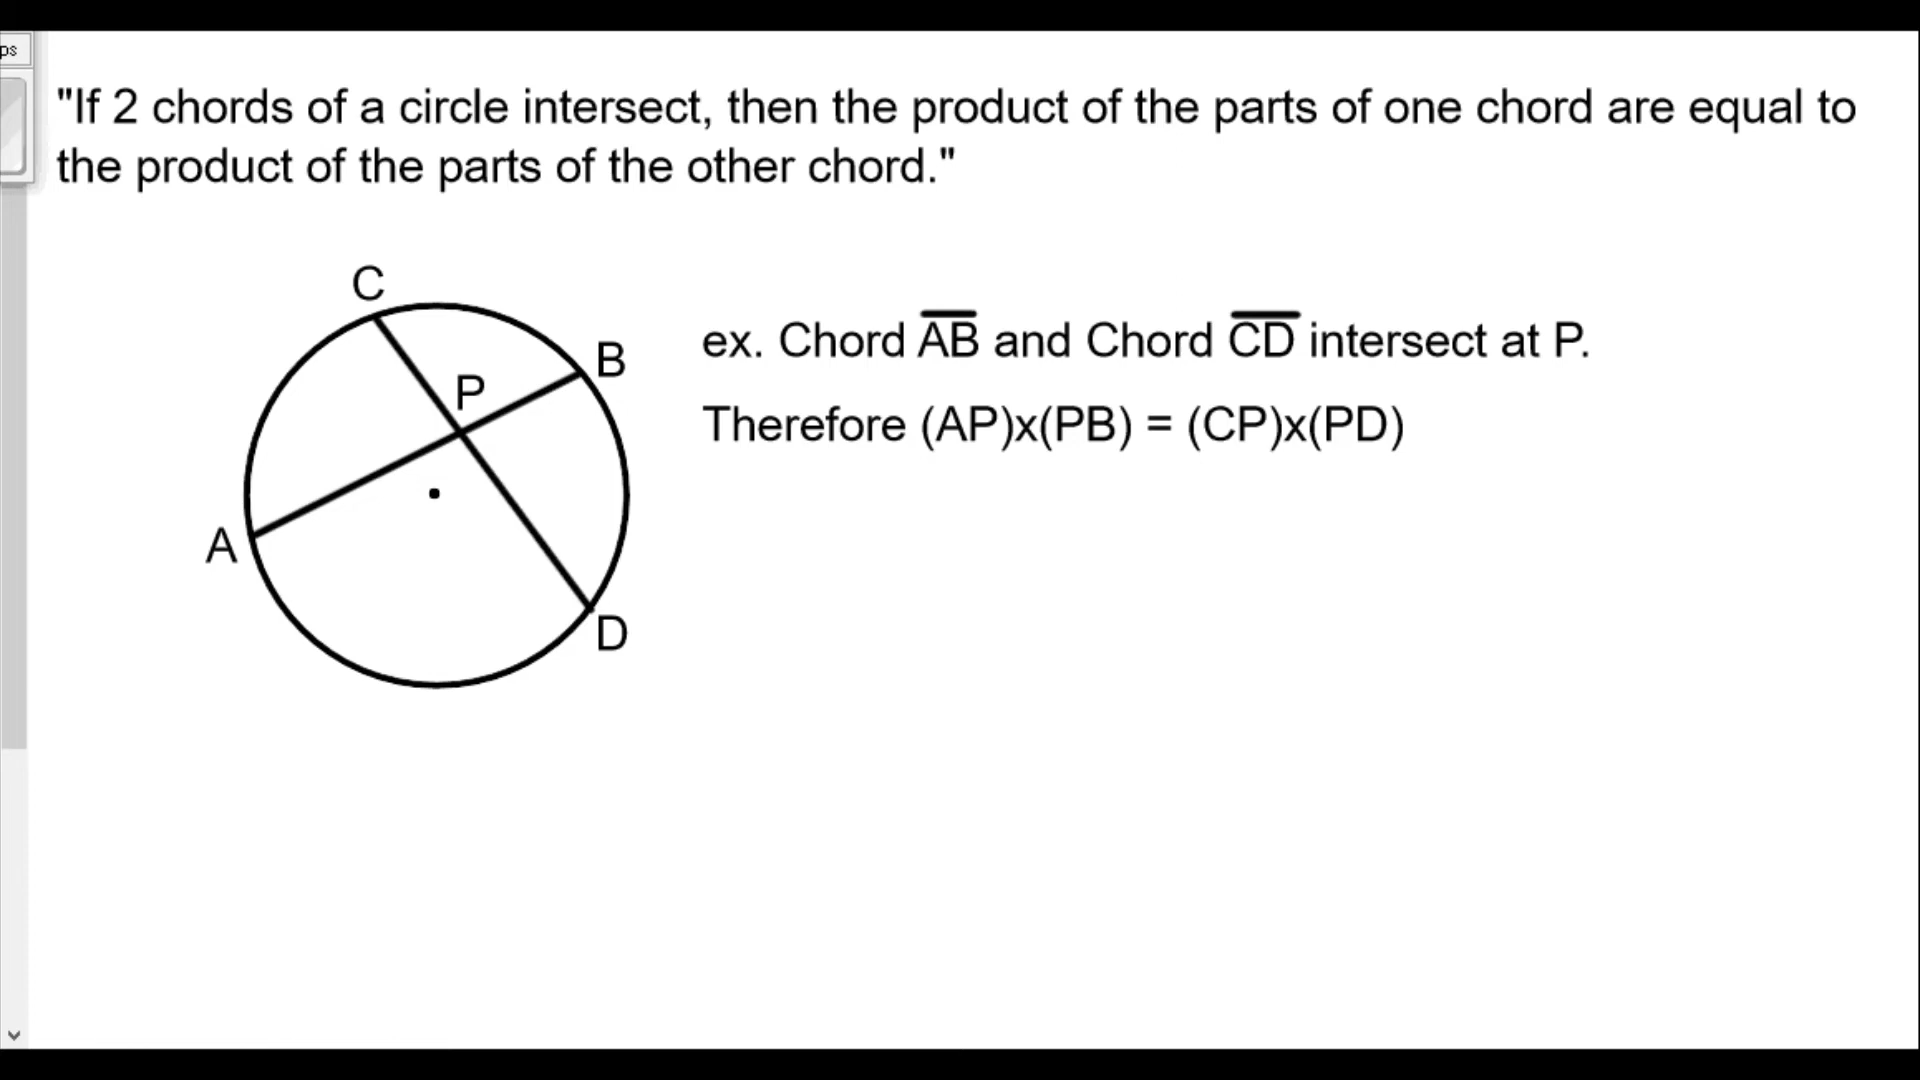 ps
"If 2 chords of a circle intersect, then the product of the parts of one chord are equal to
the product of the parts of the other chord."
C
B
P
A
D
ex. Chord A̅B̅ and Chord C̅D̅ intersect at P.
Therefore (AP)x(PB) = (CP)x(PD)